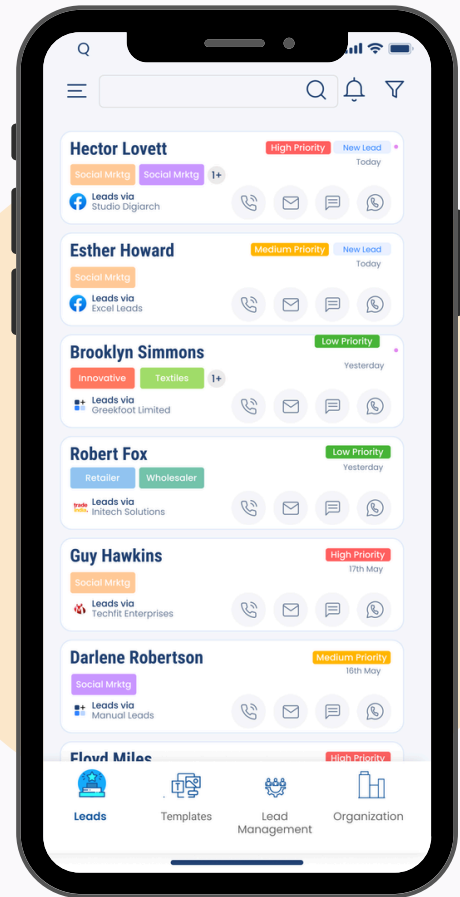 Hector Lovett
High Priority New Lead
Today
Social Mrktg Social Mrktg 1+
Leads via
Studio Digiarch
Esther Howard
Medium Priority New Lead
Today
Social Mrktg
Leads via
Excel Leads
Low Priority
Brooklyn Simmons
Yesterday
Innovative Textiles 1+
Leads via
Greekfoot Limited
Robert Fox
Low Priority
Yesterday
Retailer Wholesaler
Leads via
Initech Solutions
Guy Hawkins
High Priority
17th May
Social Mrktg
Leads via
Techfit Enterprises
Darlene Robertson
Medium Priority
16th May
Social Mrktg
Leads via
Manual Leads
Floyd Miles
High Priority
Leads
Templates
Lead
Management
Organization